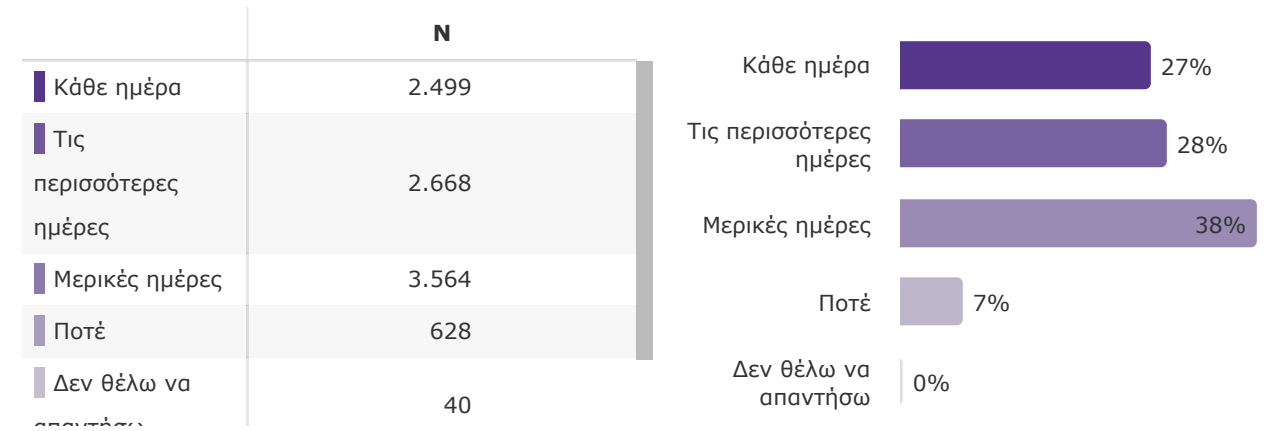 N
Κάθε ημέρα 2.499
Τις
περισσότερες 2.668
ημέρες
Μερικές ημέρες 3.564
Ποτέ 628
Δεν θέλω να
40
Κάθε ημέρα 27%
Τις περισσότερες
ημέρες 28%
Μερικές ημέρες 38%
Ποτέ 7%
Δεν θέλω να
απαντήσω 0%